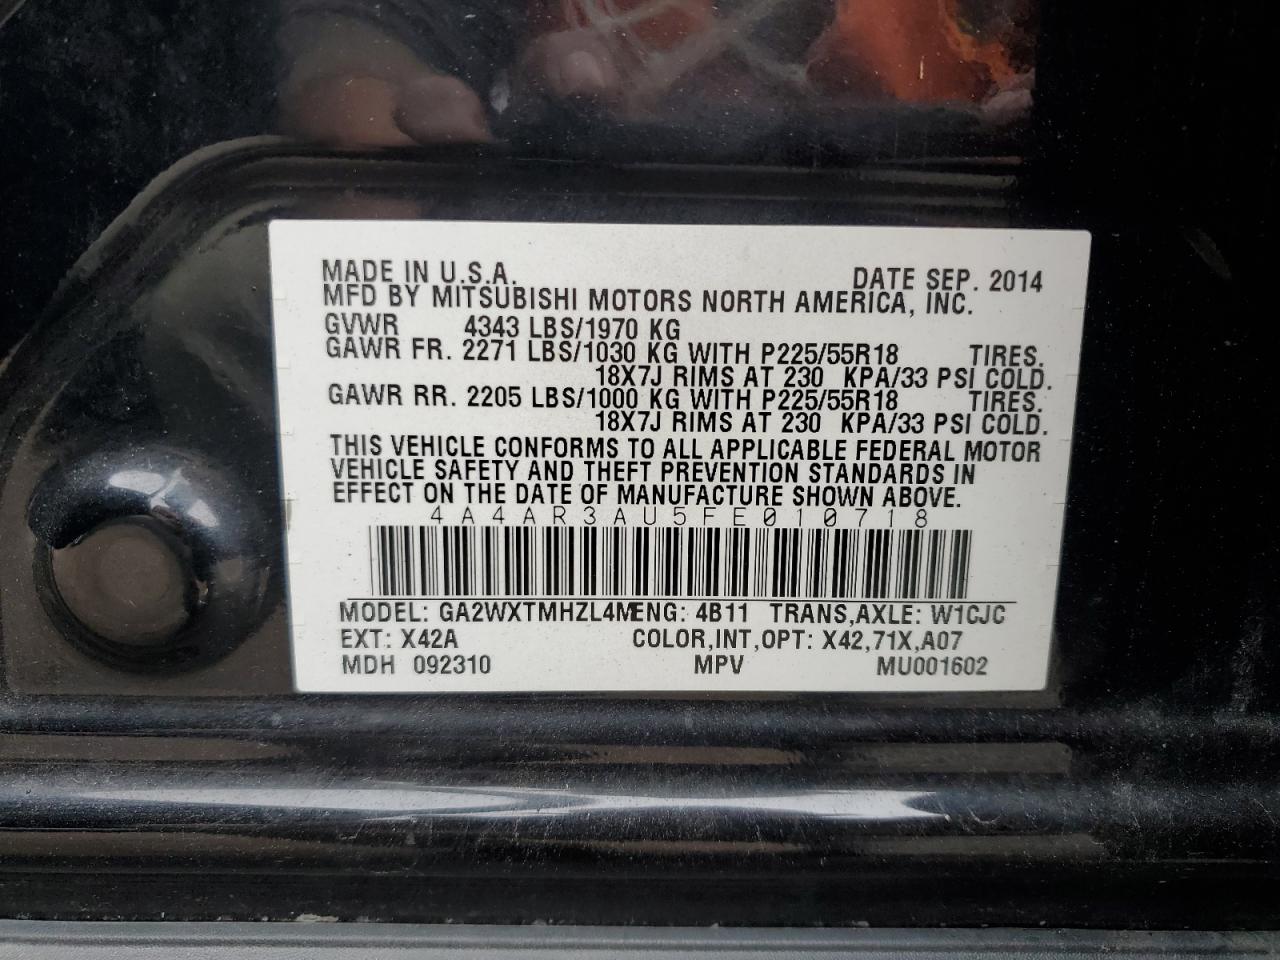 MADE IN U.S.A. DATE SEP. 2014
MFD BY MITSUBISHI MOTORS NORTH AMERICA, INC.
GVWR 4343 LBS/1970 KG
GAWR FR. 2271 LBS/1030 KG WITH P225/55R18 TIRES.
18X7J RIMS AT 230 KPA/33 PSI COLD.
GAWR RR. 2205 LBS/1000 KG WITH P225/55R18 TIRES.
18X7J RIMS AT 230 KPA/33 PSI COLD.
THIS VEHICLE CONFORMS TO ALL APPLICABLE FEDERAL MOTOR
VEHICLE SAFETY AND THEFT PREVENTION STANDARDS IN
EFFECT ON THE DATE OF MANUFACTURE SHOWN ABOVE.
4A4AR3AU5FE010718
MODEL: GA2WXTMHZL4M ENG: 4B11 TRANS,AXLE: W1CJC
EXT: X42A COLOR,INT,OPT: X42,71X,A07
MDH 092310 MPV MU001602